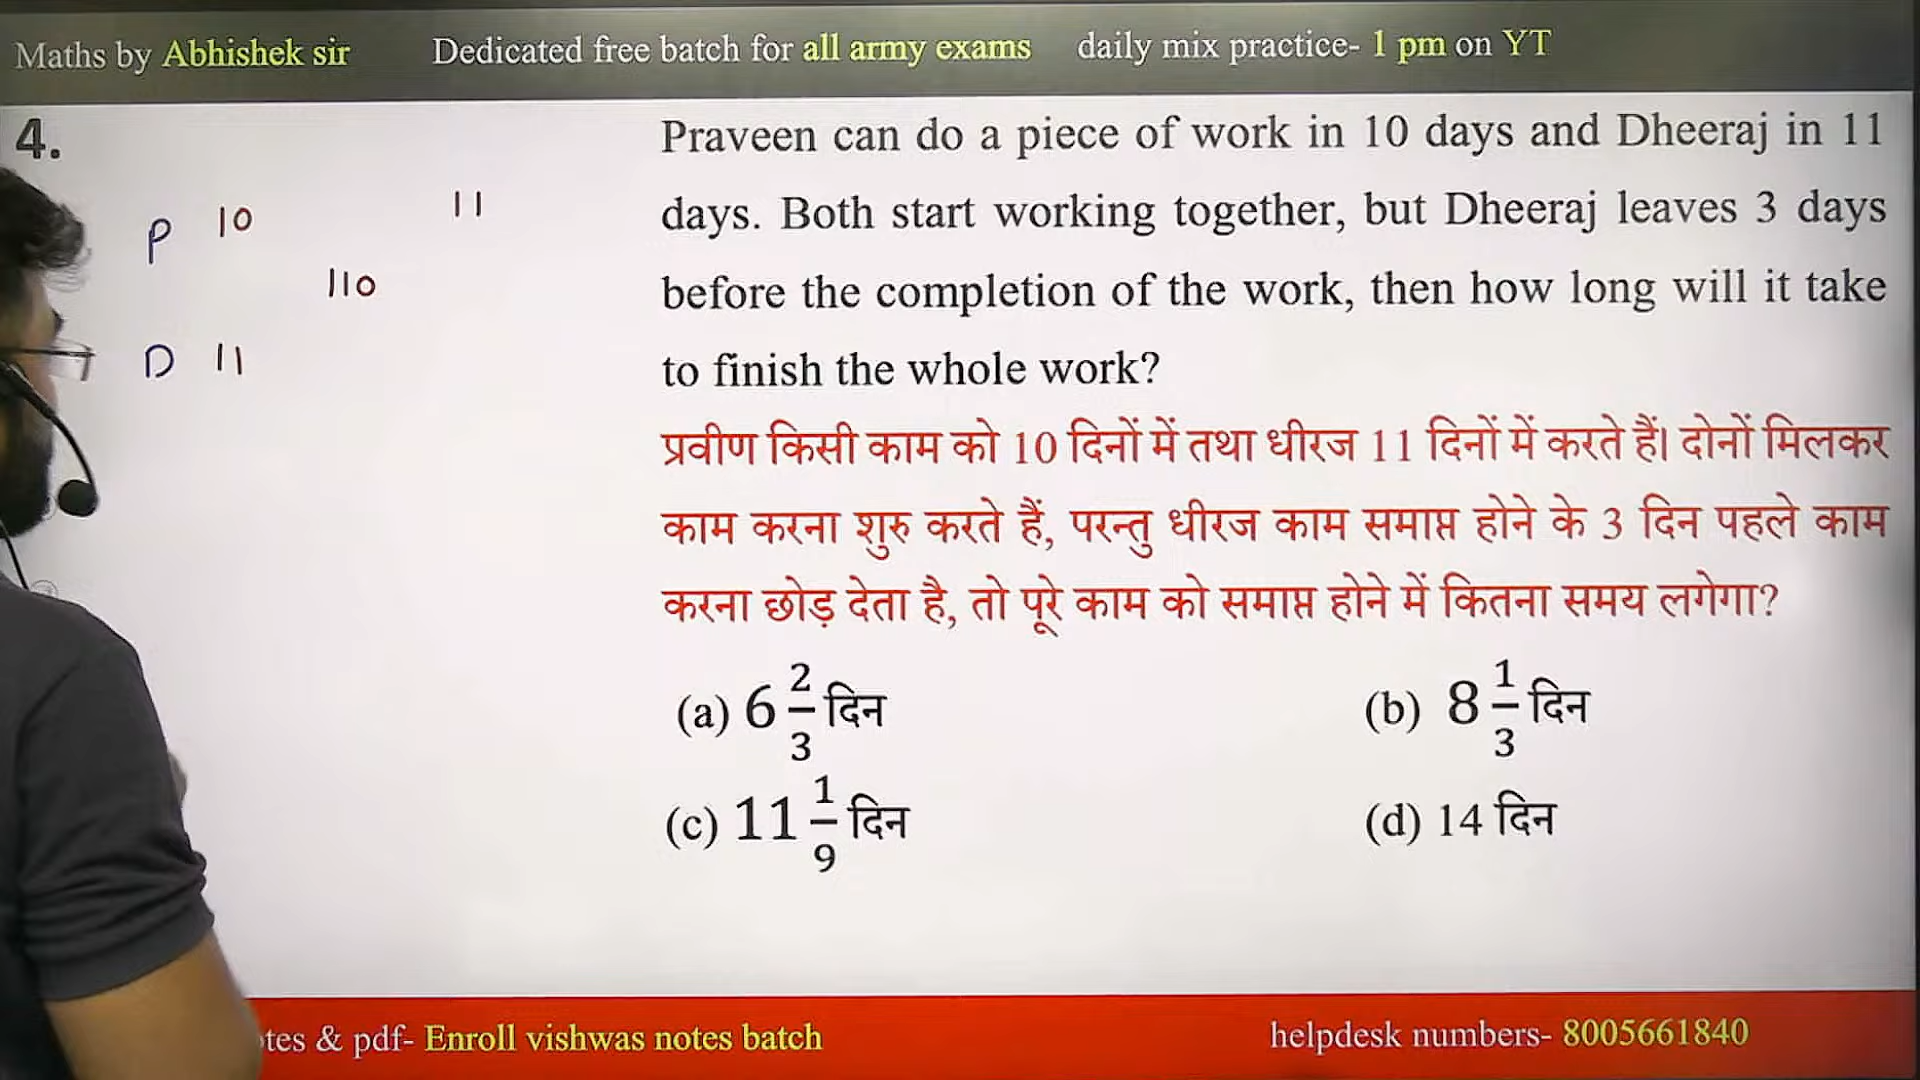 Maths by Abhishek sir Dedicated free batch for all army exams daily mix practice- 1 pm on YT
4.
P 10 11
110
D 11
Praveen can do a piece of work in 10 days and Dheeraj in 11
days. Both start working together, but Dheeraj leaves 3 days
before the completion of the work, then how long will it take
to finish the whole work?
प्रवीण किसी काम को 10 दिनों में तथा धीरज 11 दिनों में करते हैं। दोनों मिलकर
काम करना शुरु करते हैं, परन्तु धीरज काम समाप्त होने के 3 दिन पहले काम
करना छोड़ देता है, तो पूरे काम को समाप्त होने में कितना समय लगेगा?
(a) 6 2/3 दिन (b) 8 1/3 दिन
(c) 11 1/9 दिन (d) 14 दिन
& pdf- Enroll vishwas notes batch helpdesk numbers- 8005661840